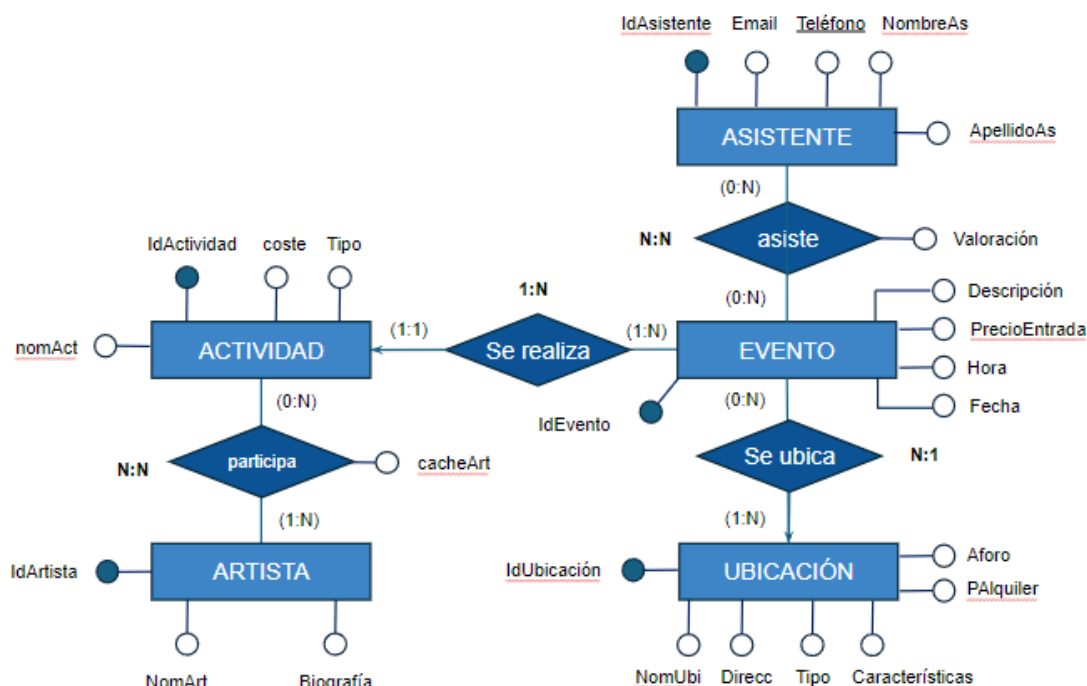 IdAsistente Email Teléfono NombreAs
ASISTENTE ApellidoAs
(0:N)
N:N asiste Valoración
IdActividad coste Tipo
(0:N)
1:N
Descripción
(1:1) (1:N)
PrecioEntrada
nomAct ACTIVIDAD Se realiza EVENTO
Hora
(0:N) (0:N)
Fecha
IdEvento
N:N participa cacheArt
Se ubica N:1
(1:N) (1:N)
IdArtista ARTISTA IdUbicación UBICACIÓN Aforo
PAlquiler
NomArt Biografía NomUbi Direcc Tipo Características